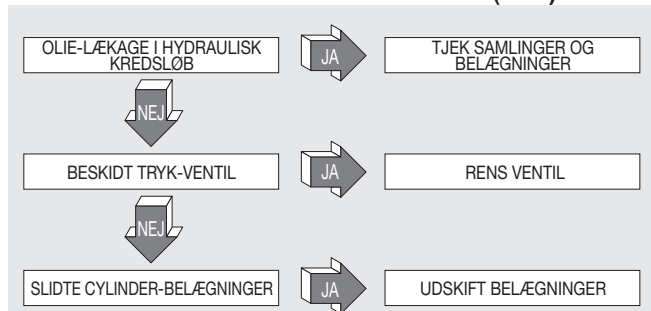 OLIE-LÆKAGE I HYDRAULISK
KREDSLØB
JA
TJEK SAMLINGER OG
BELÆGNINGER
NEJ
BESKIDT TRYK-VENTIL
JA
RENS VENTIL
NEJ
SLIDTE CYLINDER-BELÆGNINGER
JA
UDSKIFT BELÆGNINGER